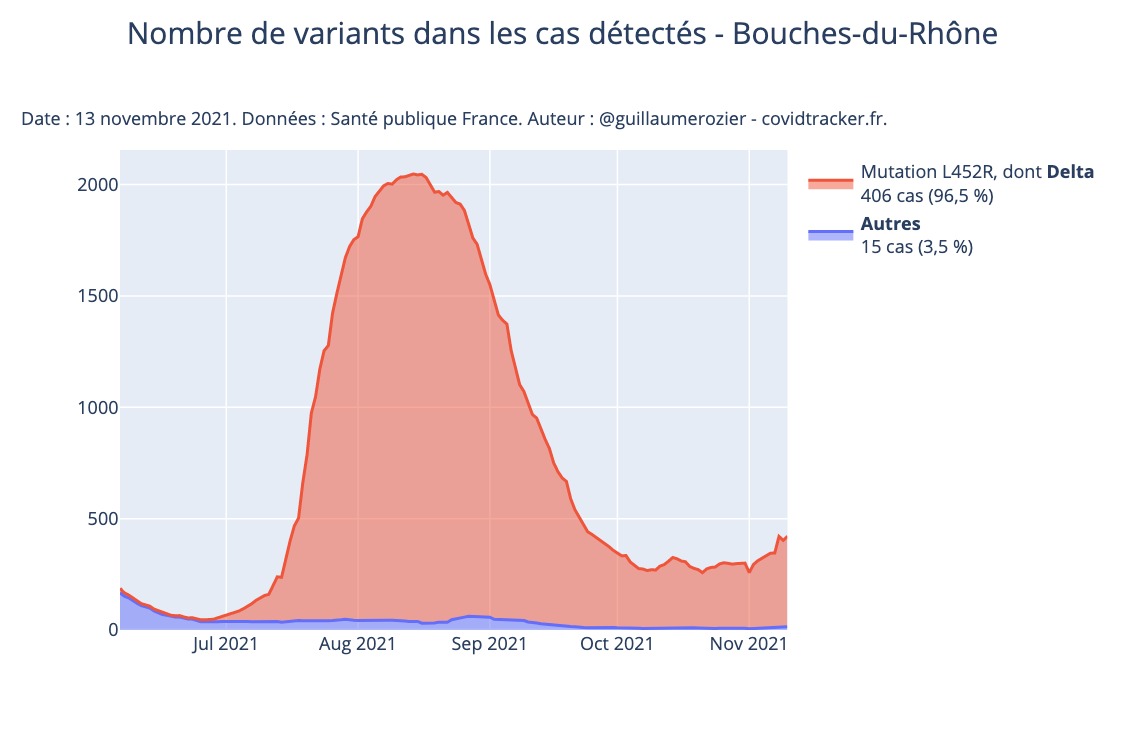 Nombre de variants dans les cas détectés - Bouches-du-Rhône
Date : 13 novembre 2021. Données : Santé publique France. Auteur : @guillaumerozier - covidtracker.fr.
Mutation L452R, dont Delta
406 cas (96,5 %)
Autres
15 cas (3,5 %)
2000
1500
1000
500
0
Jul 2021 Aug 2021 Sep 2021 Oct 2021 Nov 2021